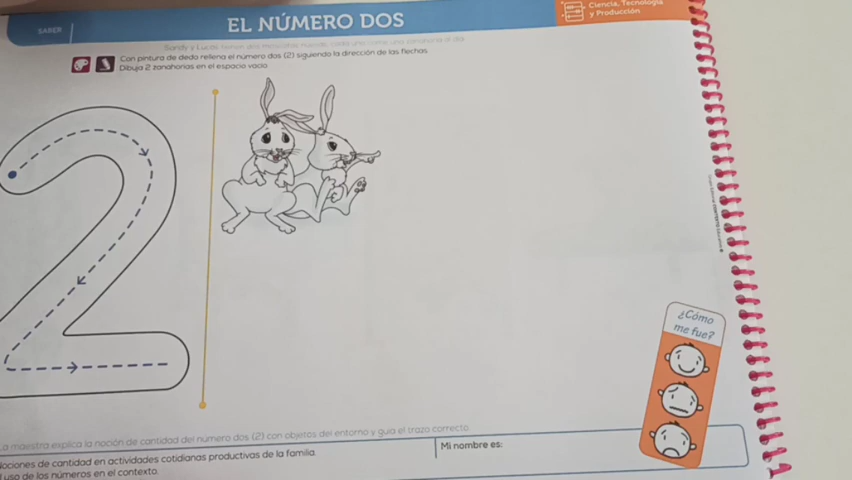 SABER
EL NÚMERO DOS
Ciencia, Tecnología
y Producción
Sandy y Lucas
Con pintura de dedo rellena el número dos (2) siguiendo la dirección de las flechas.
Dibuja 2 zanahorias en el espacio vacío.
¿Cómo
me fue?
La maestra explica la noción de cantidad del número dos (2) con objetos del entorno y guía el trazo correcto.
Nociones de cantidad en actividades cotidianas productivas de la familia.
uso de los números en el contexto.
Mi nombre es: